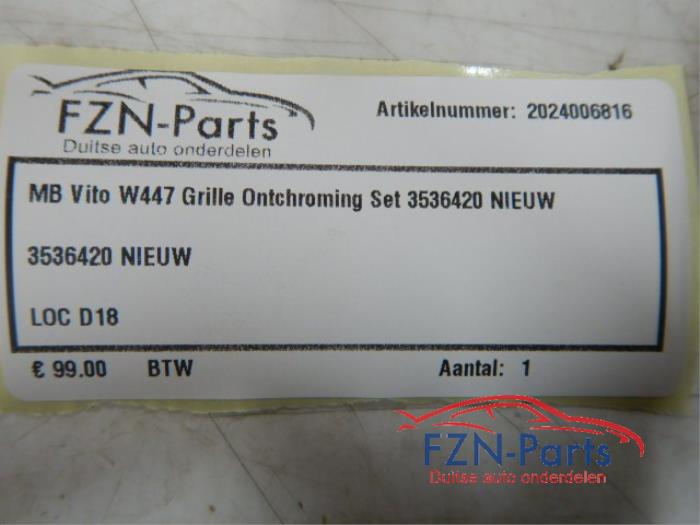 FZN-Parts
Duitse auto onderdelen
Artikelnummer: 2024006816
MB Vito W447 Grille Ontchroming Set 3536420 NIEUW
3536420 NIEUW
LOC D18
€ 99.00 BTW Aantal: 1
FZN-Parts
Duitse auto onderdelen